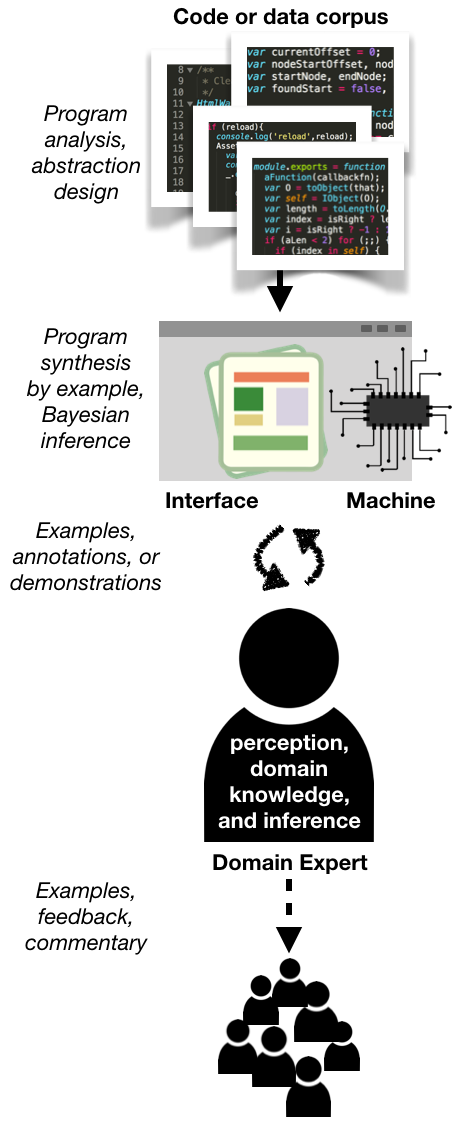 Code or data corpus
Program
analysis,
abstraction
design
8 /**
9 * Cle
10 */
11 HtmlWa
12
13
14
15
16
17
18
var currentOffset = 0;
var nodeStartOffset, nod
var startNode, endNode;
var foundStart = false,
if (reload){
console.log('reload',reload);
Asset
va
co
module.exports = function
aFunction(callbackfn);
var O = toObject(that);
var self = IObject(O);
var length = toLength(O.
var index = isRight ? le
var i = isRight ? -1 : 1
if (aLen < 2) for (;;) {
if (index in self) {
Program
synthesis
by example,
Bayesian
inference
Interface
Machine
Examples,
annotations, or
demonstrations
perception,
domain
knowledge,
and inference
Domain Expert
Examples,
feedback,
commentary